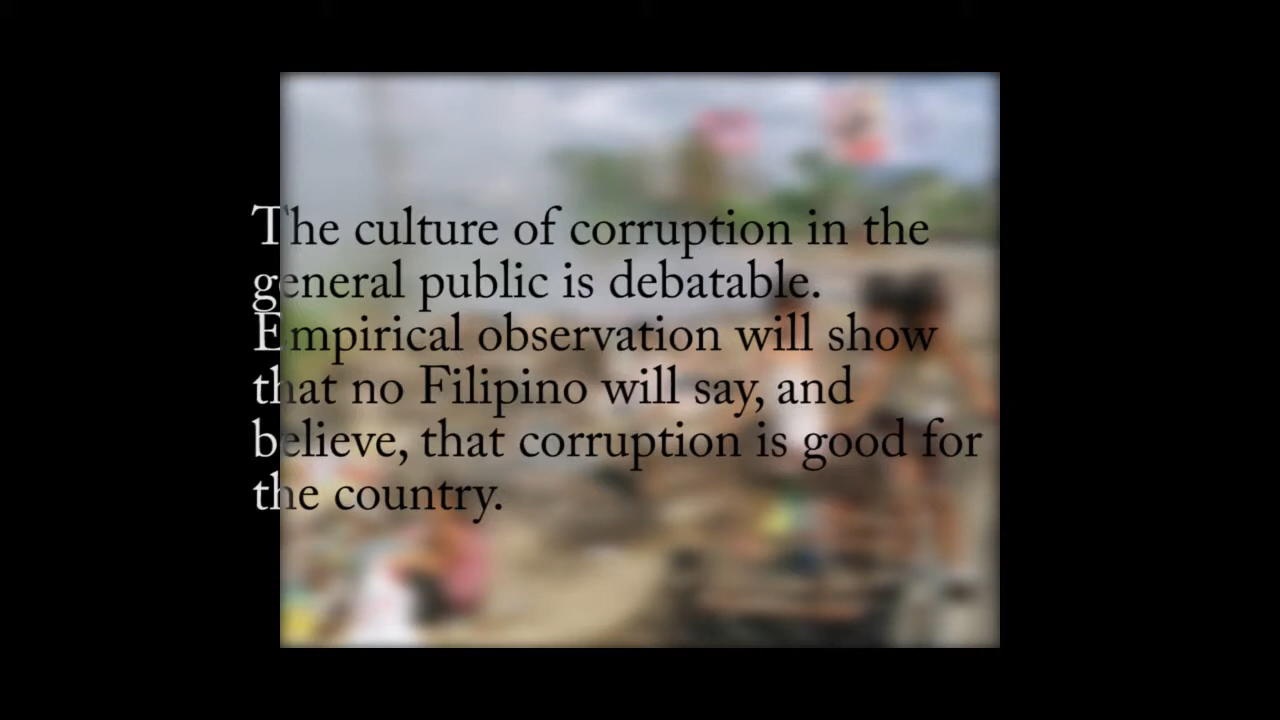 The culture of corruption in the
general public is debatable.
Empirical observation will show
that no Filipino will say, and
believe, that corruption is good for
the country.